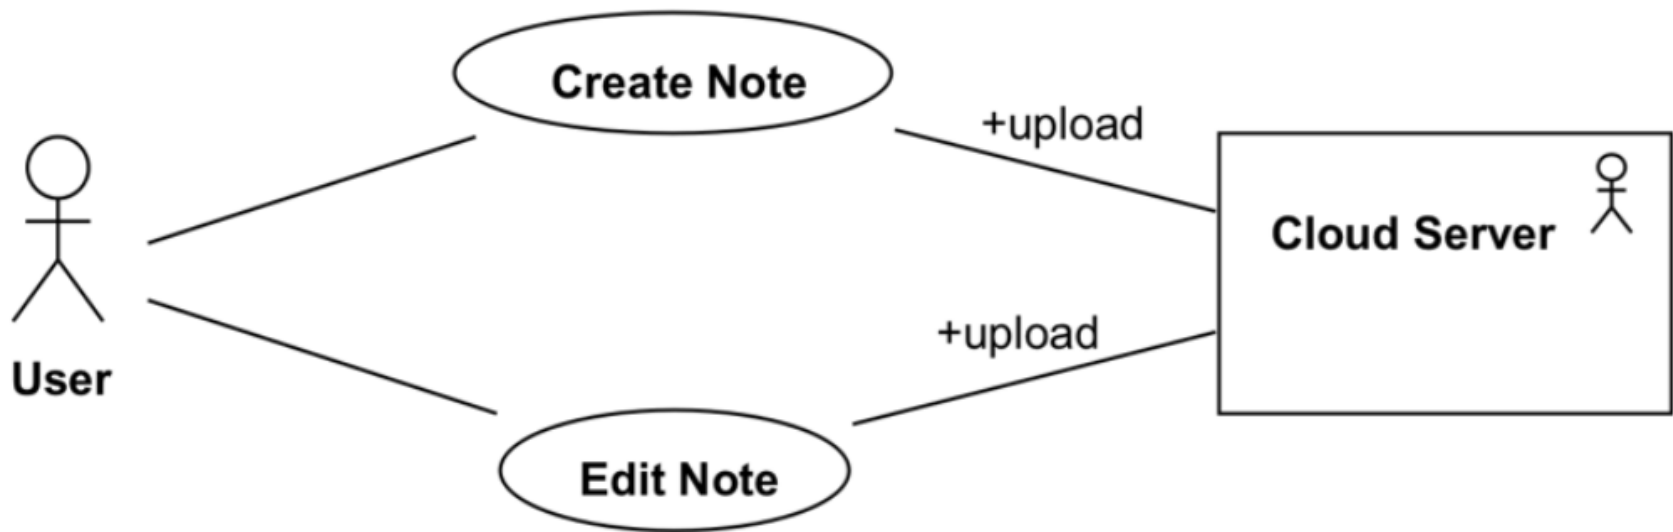 Create Note
+upload
Cloud Server
User
+upload
Edit Note